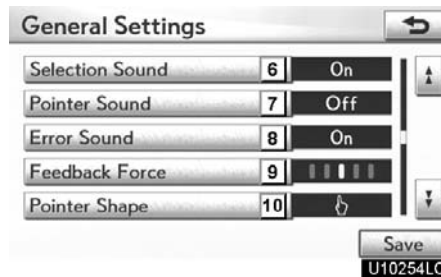 General Settings
Selection Sound 6 On
Pointer Sound 7 Off
Error Sound 8 On
Feedback Force 9
Pointer Shape 10
Save
U10254LC